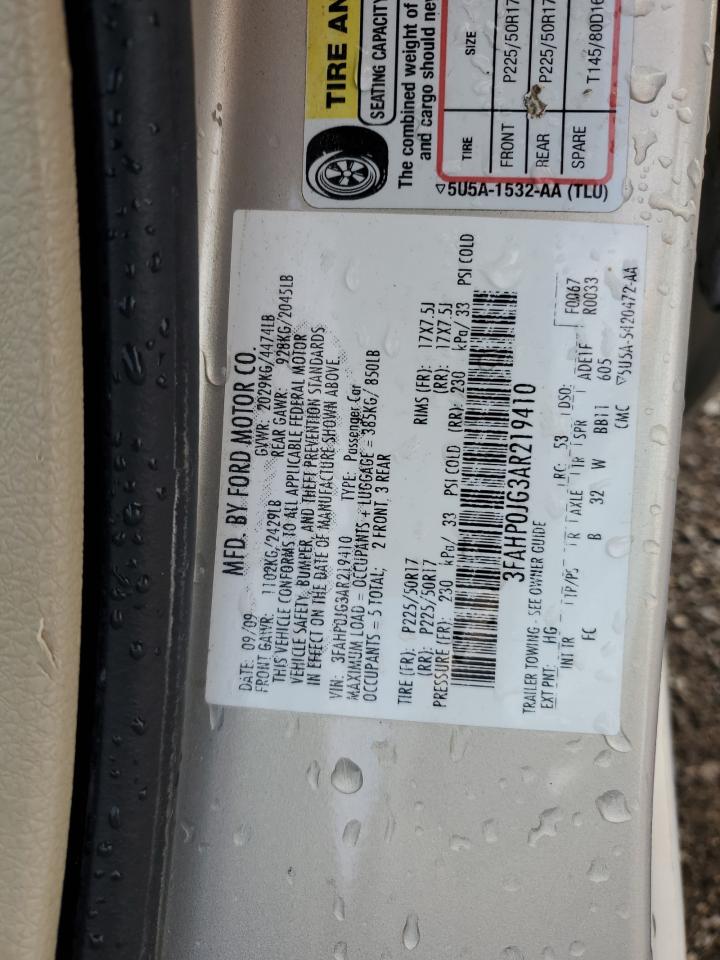 TIRE AN
SEATING CAPACITY
The combined weight of
and cargo should nev
TIRE SIZE
FRONT P225/50R17
REAR P225/50R17
SPARE T145/80D16
5U5A-1532-AA (TLU)
MFD. BY FORD MOTOR CO.
DATE: 09/09 GVWR: 2029KG/4474LB
FRONT GAWR: 1102KG/2429LB REAR GAWR: 928KG/2045LB
THIS VEHICLE CONFORMS TO ALL APPLICABLE FEDERAL MOTOR
VEHICLE SAFETY, BUMPER, AND THEFT PREVENTION STANDARDS
IN EFFECT ON THE DATE OF MANUFACTURE SHOWN ABOVE.
VIN: 3FAHP0JG3AR219410 TYPE: Passenger Car
MAXIMUM LOAD = OCCUPANTS + LUGGAGE = 385KG/ 850LB
OCCUPANTS = 5 TOTAL; 2 FRONT, 3 REAR
TIRE (FR): P225/50R17 RIMS (FR): 17X7.5J
(RR): P225/50R17 (RR): 17X7.5J
PRESSURE (FR): 230 kPa/ 33 PSI COLD (RR): 230 kPa/ 33 PSI COLD
3FAHP0JG3AR219410
TRAILER TOWING - SEE OWNER GUIDE
EXT PNT: HG RC: 53 DSO: F0067
INT TR TP/PS R AXLE TR SPR ADE1F R0033
FC B 32 W BB11 605
CMC 5U5A-5420472-AA